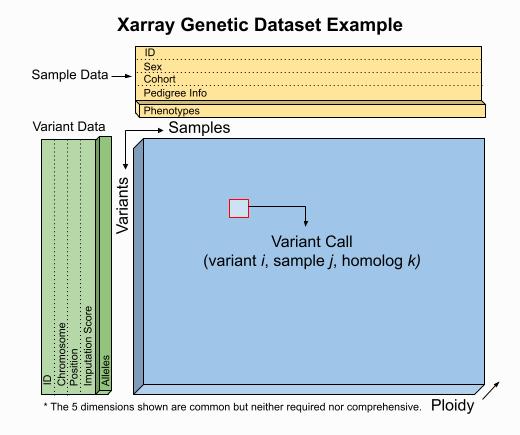 Xarray Genetic Dataset Example
Sample Data
ID
Sex
Cohort
Pedigree Info
Phenotypes
Variant Data
Samples
Variants
ID
Chromosome
Position
Imputation Score
Alleles
Variant Call
(variant i, sample j, homolog k)
* The 5 dimensions shown are common but neither required nor comprehensive.
Ploidy